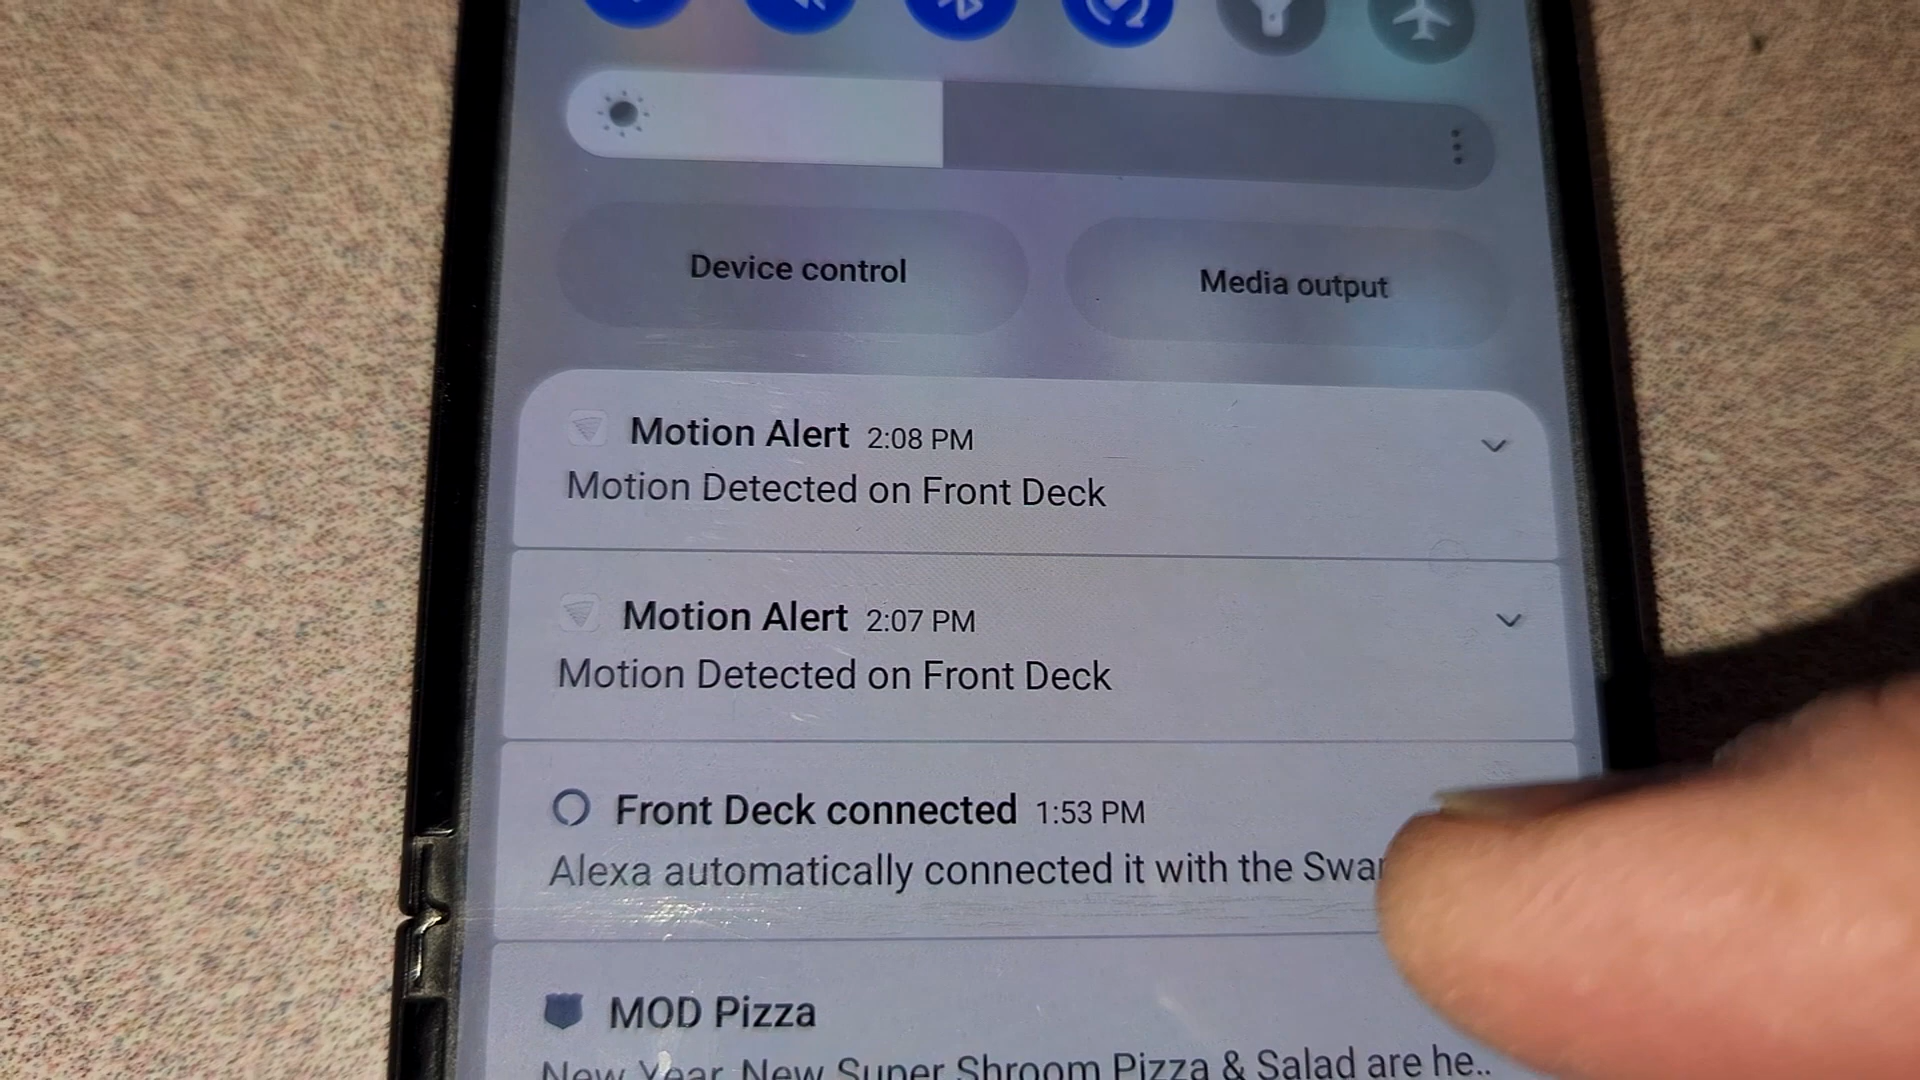 Device control
Media output
Motion Alert 2:08 PM
Motion Detected on Front Deck
Motion Alert 2:07 PM
Motion Detected on Front Deck
Front Deck connected 1:53 PM
Alexa automatically connected it with the
MOD Pizza
New Year, New Super Shroom Pizza & Salad are he..